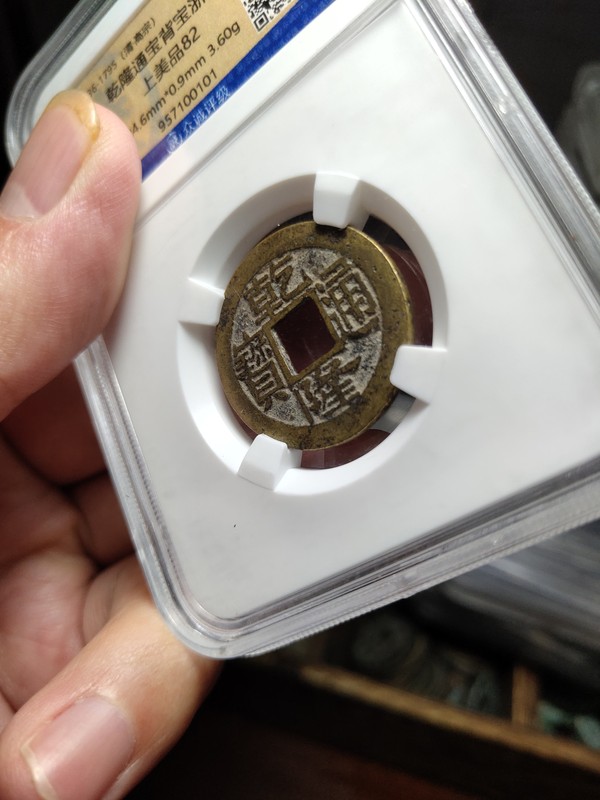 1795 (清高宗)
乾隆通宝背宝浙
上美品82
4.6mm*0.9mm 3.60g
957100101
众诚评级
乾隆通寶